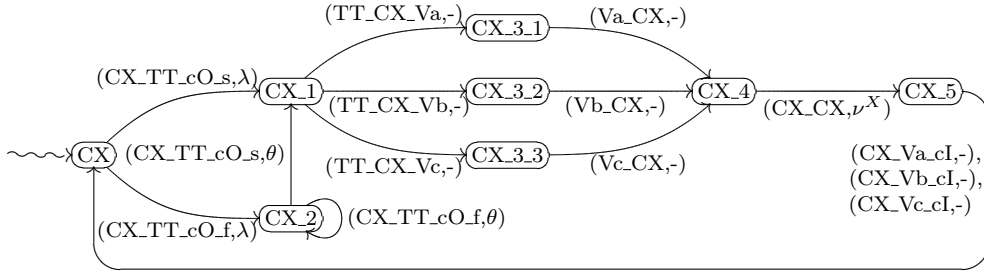 (TT_CX_Va,-)
CX_3_1
(Va_CX,-)
(CX_TT_cO_s,λ)
CX_1
(TT_CX_Vb,-)
CX_3_2
(Vb_CX,-)
CX_4
(CX_CX,ν^X)
CX_5
CX
(CX_TT_cO_s,θ)
(TT_CX_Vc,-)
CX_3_3
(Vc_CX,-)
(CX_Va_cI,-),
(CX_Vb_cI,-),
(CX_Vc_cI,-)
(CX_TT_cO_f,λ)
CX_2
(CX_TT_cO_f,θ)